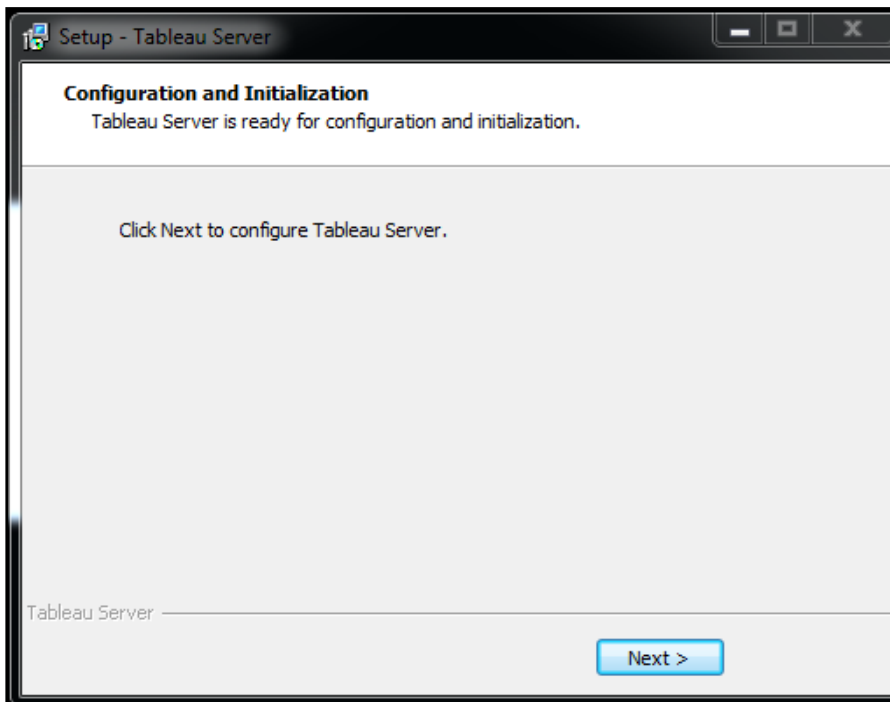 Setup - Tableau Server
Configuration and Initialization
Tableau Server is ready for configuration and initialization.
Click Next to configure Tableau Server.
Tableau Server
Next >